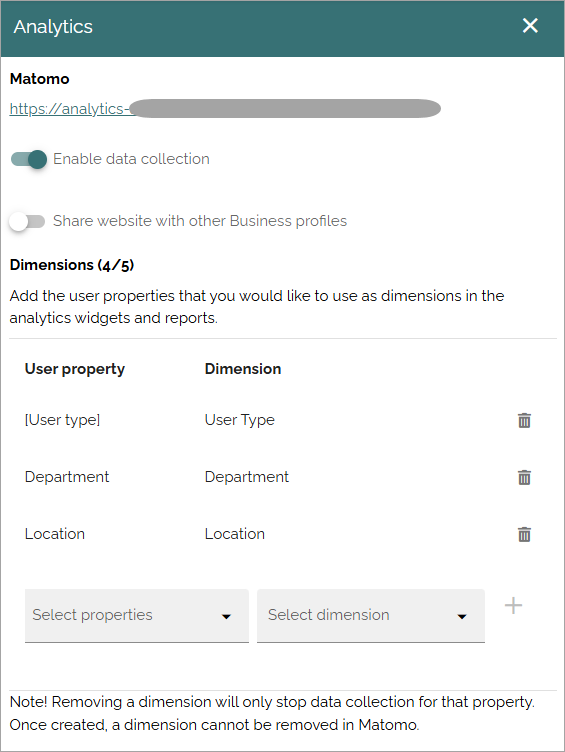 Analytics
Matomo
https://analytics-
Enable data collection
Share website with other Business profiles
Dimensions (4/5)
Add the user properties that you would like to use as dimensions in the
analytics widgets and reports.
User property Dimension
[User type] User Type
Department Department
Location Location
Select properties Select dimension
Note! Removing a dimension will only stop data collection for that property.
Once created, a dimension cannot be removed in Matomo.